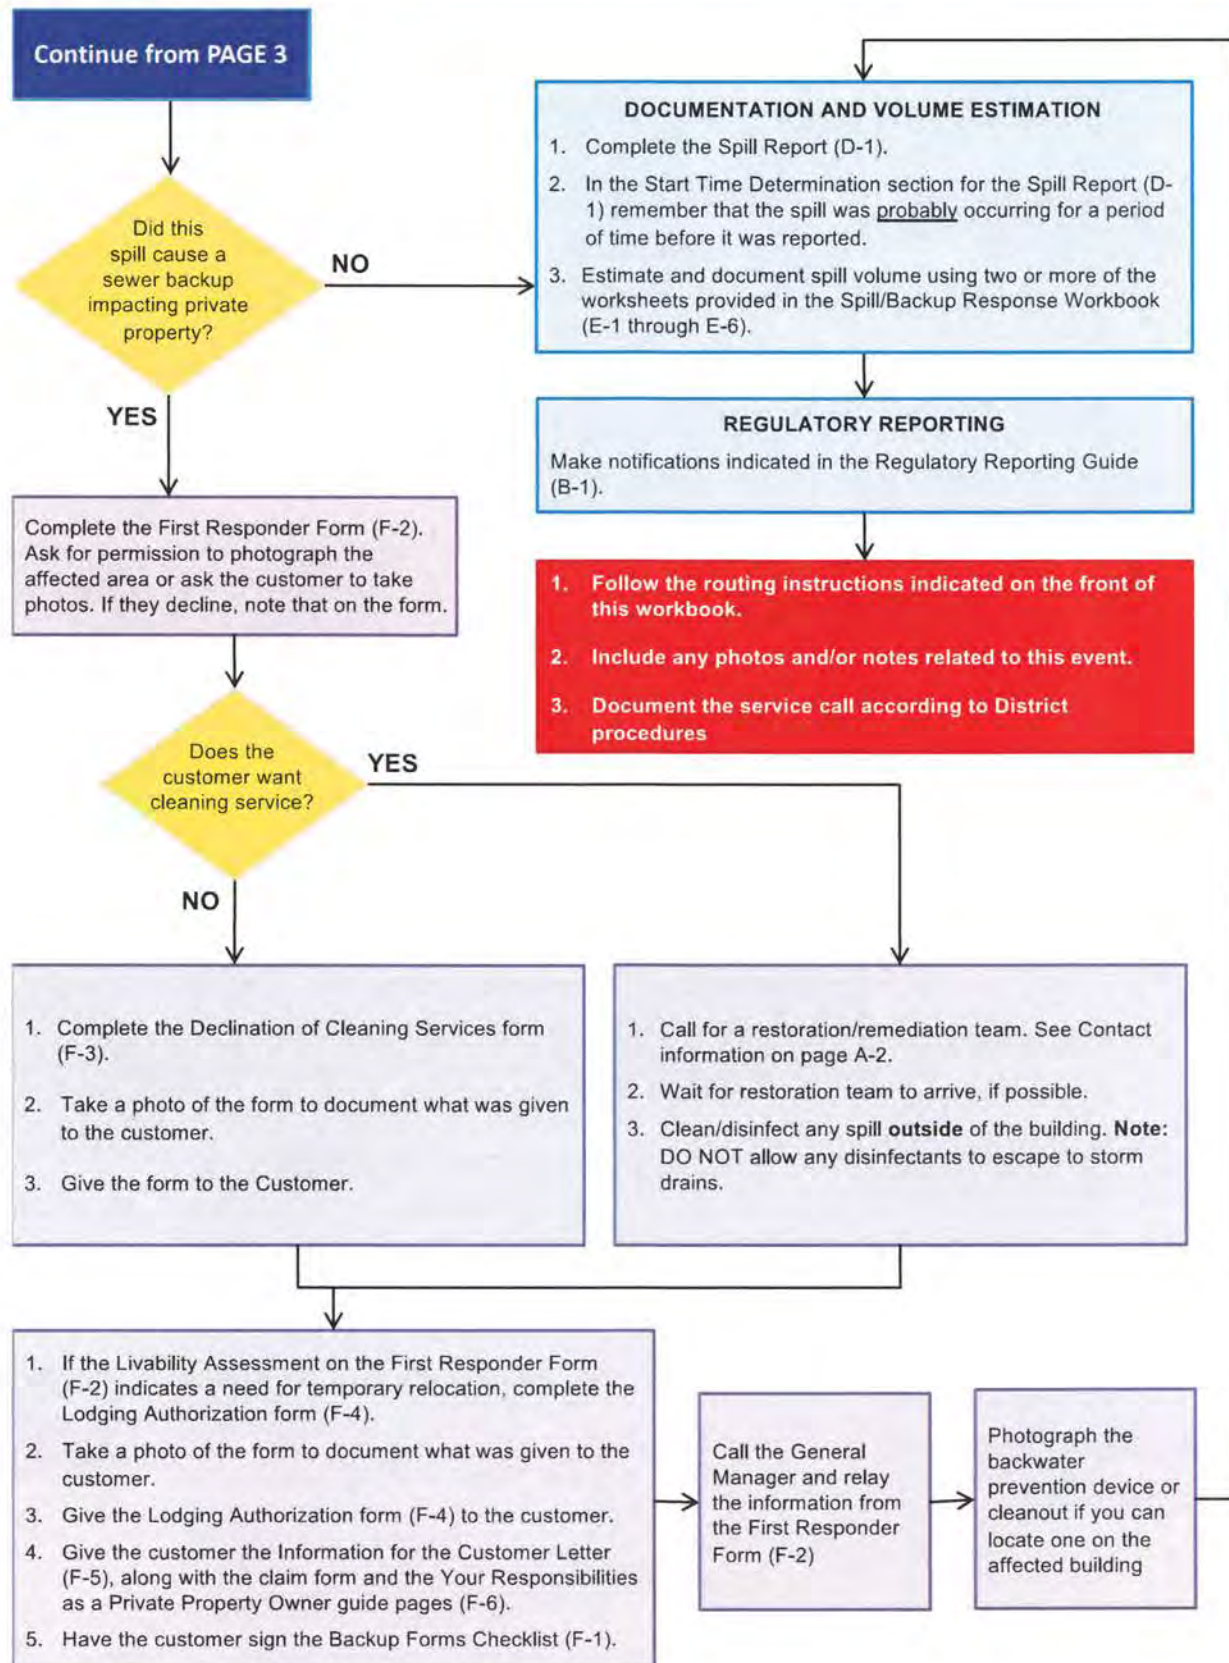 Continue from PAGE 3
Did this
spill cause a
sewer backup
impacting private
property?
NO
YES
DOCUMENTATION AND VOLUME ESTIMATION
1. Complete the Spill Report (D-1).
2. In the Start Time Determination section for the Spill Report (D-
1) remember that the spill was probably occurring for a period
of time before it was reported.
3. Estimate and document spill volume using two or more of the
worksheets provided in the Spill/Backup Response Workbook
(E-1 through E-6).
REGULATORY REPORTING
Make notifications indicated in the Regulatory Reporting Guide
(B-1).
1. Follow the routing instructions indicated on the front of
this workbook.
2. Include any photos and/or notes related to this event.
3. Document the service call according to District
procedures
Complete the First Responder Form (F-2).
Ask for permission to photograph the
affected area or ask the customer to take
photos. If they decline, note that on the form.
Does the
customer want
cleaning service?
YES
NO
1. Complete the Declination of Cleaning Services form
(F-3).
2. Take a photo of the form to document what was given
to the customer.
3. Give the form to the Customer.
1. Call for a restoration/remediation team. See Contact
information on page A-2.
2. Wait for restoration team to arrive, if possible.
3. Clean/disinfect any spill outside of the building. Note:
DO NOT allow any disinfectants to escape to storm
drains.
1. If the Livability Assessment on the First Responder Form
(F-2) indicates a need for temporary relocation, complete the
Lodging Authorization form (F-4).
2. Take a photo of the form to document what was given to the
customer.
3. Give the Lodging Authorization form (F-4) to the customer.
4. Give the customer the Information for the Customer Letter
(F-5), along with the claim form and the Your Responsibilities
as a Private Property Owner guide pages (F-6).
5. Have the customer sign the Backup Forms Checklist (F-1).
Call the General
Manager and relay
the information from
the First Responder
Form (F-2)
Photograph the
backwater
prevention device or
cleanout if you can
locate one on the
affected building